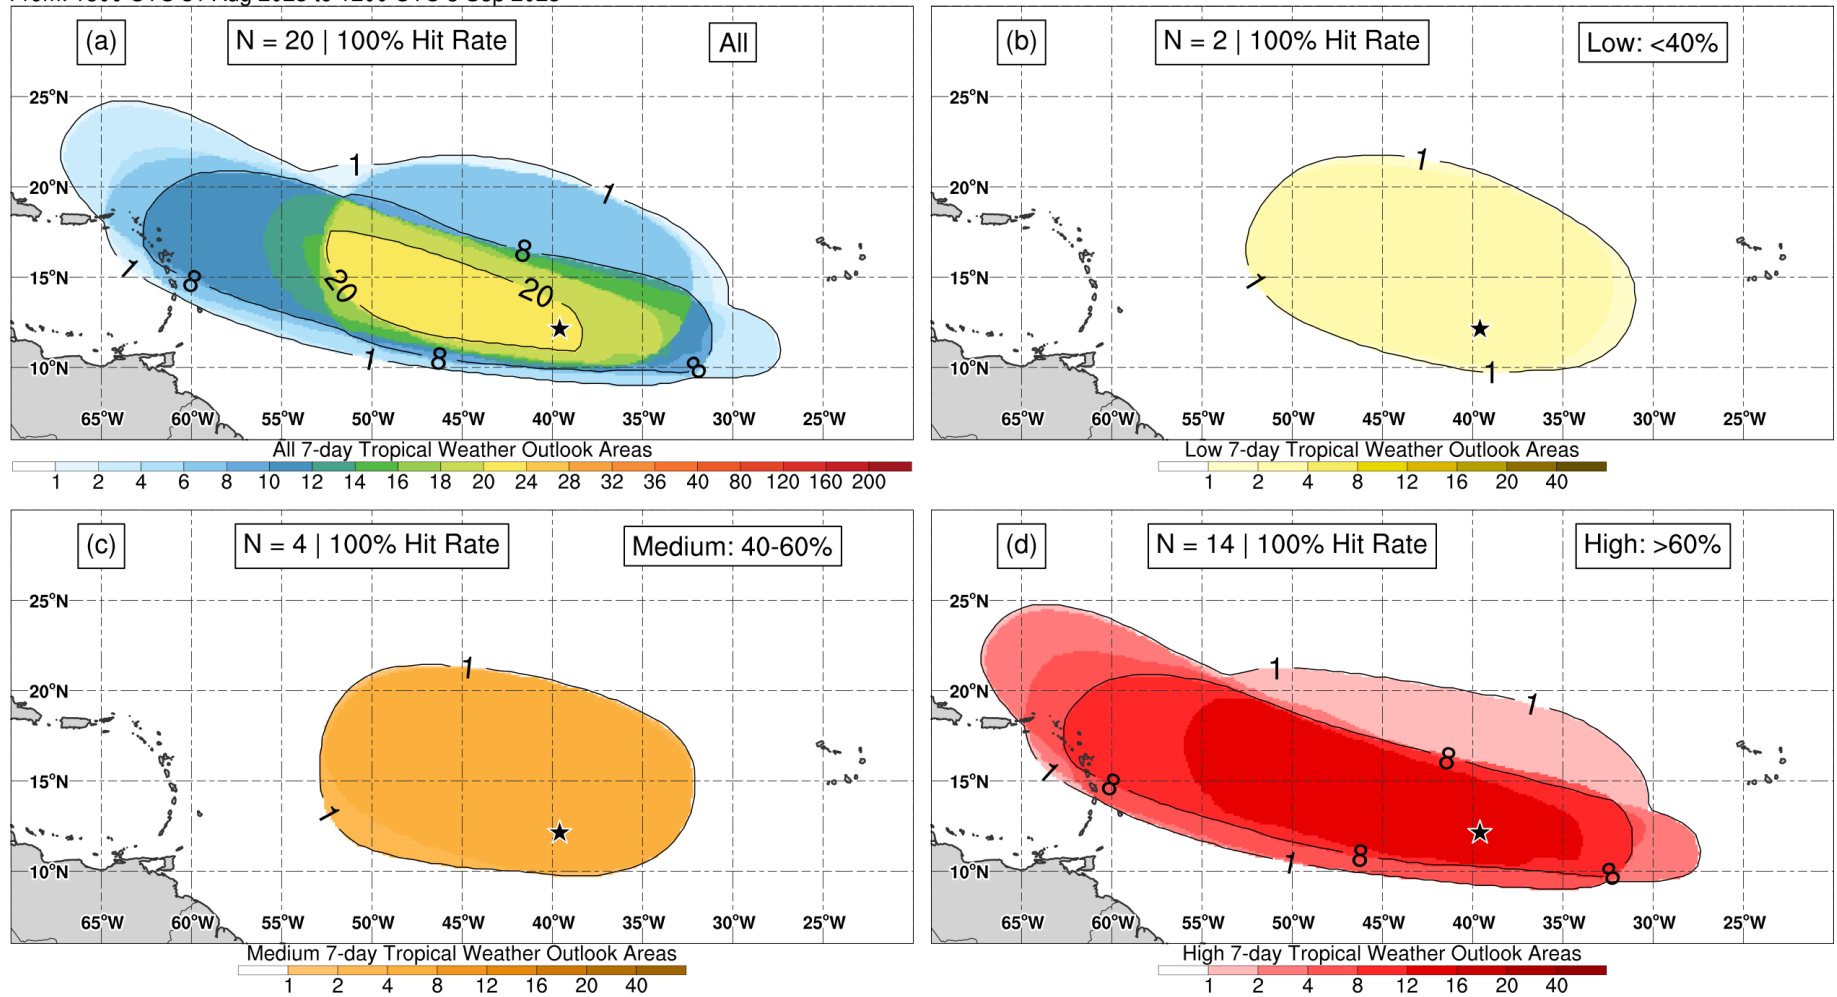 (a)
N = 20 | 100% Hit Rate
All
25°N
20°N
15°N
10°N
1
1
1
1
8
8
8
8
20
20
65°W 60°W 55°W 50°W 45°W 40°W 35°W 30°W 25°W
All 7-day Tropical Weather Outlook Areas
1 2 4 6 8 10 12 14 16 18 20 24 28 32 36 40 80 120 160 200
(b)
N = 2 | 100% Hit Rate
Low: <40%
25°N
20°N
15°N
10°N
1
1
1
65°W 60°W 55°W 50°W 45°W 40°W 35°W 30°W 25°W
Low 7-day Tropical Weather Outlook Areas
1 2 4 8 12 16 20 40
(c)
N = 4 | 100% Hit Rate
Medium: 40-60%
25°N
20°N
15°N
10°N
1
1
65°W 60°W 55°W 50°W 45°W 40°W 35°W 30°W 25°W
Medium 7-day Tropical Weather Outlook Areas
1 2 4 8 12 16 20 40
(d)
N = 14 | 100% Hit Rate
High: >60%
25°N
20°N
15°N
10°N
1
1
1
1
8
8
8
8
65°W 60°W 55°W 50°W 45°W 40°W 35°W 30°W 25°W
High 7-day Tropical Weather Outlook Areas
1 2 4 8 12 16 20 40